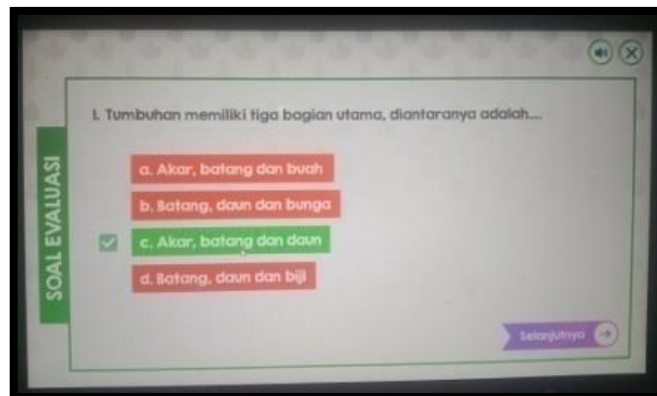 1. Tumbuhan memiliki tiga bagian utama, diantaranya adalah....
SOAL EVALUASI
a. Akar, batang dan buah
b. Batang, daun dan bunga
c. Akar, batang dan daun
d. Batang, daun dan biji
Selanjutnya